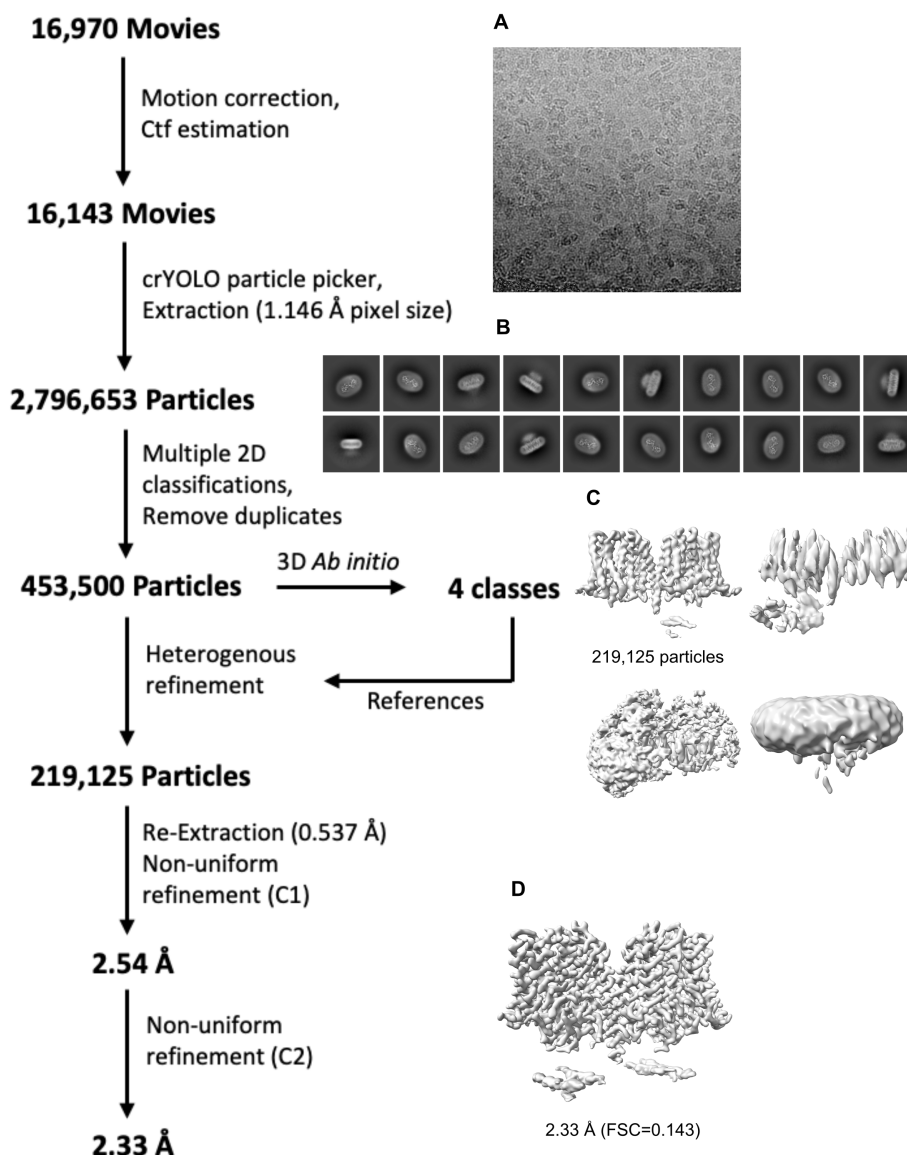 16,970 Movies
Motion correction,
Ctf estimation
16,143 Movies
crYOLO particle picker,
Extraction (1.146 Å pixel size)
2,796,653 Particles
Multiple 2D
classifications,
Remove duplicates
453,500 Particles
3D Ab initio
4 classes
Heterogenous
refinement
References
219,125 Particles
Re-Extraction (0.537 Å)
Non-uniform
refinement (C1)
2.54 Å
Non-uniform
refinement (C2)
2.33 Å
A
B
C
219,125 particles
D
2.33 Å (FSC=0.143)